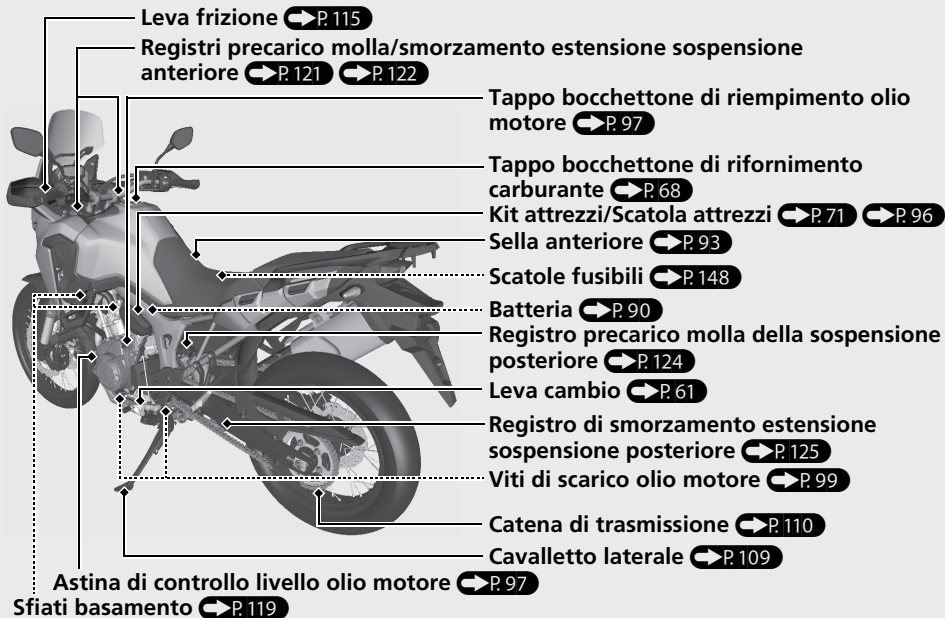 Leva frizione P. 115
Registri precarico molla/smorzamento estensione sospensione
anteriore P. 121 P. 122
Tappo bocchettone di riempimento olio
motore P. 97
Tappo bocchettone di rifornimento
carburante P. 68
Kit attrezzi/Scatola attrezzi P. 71 P. 96
Sella anteriore P. 93
Scatole fusibili P. 148
Batteria P. 90
Registro precarico molla della sospensione
posteriore P. 124
Leva cambio P. 61
Registro di smorzamento estensione
sospensione posteriore P. 125
Viti di scarico olio motore P. 99
Catena di trasmissione P. 110
Cavalletto laterale P. 109
Astina di controllo livello olio motore P. 97
Sfiati basamento P. 119